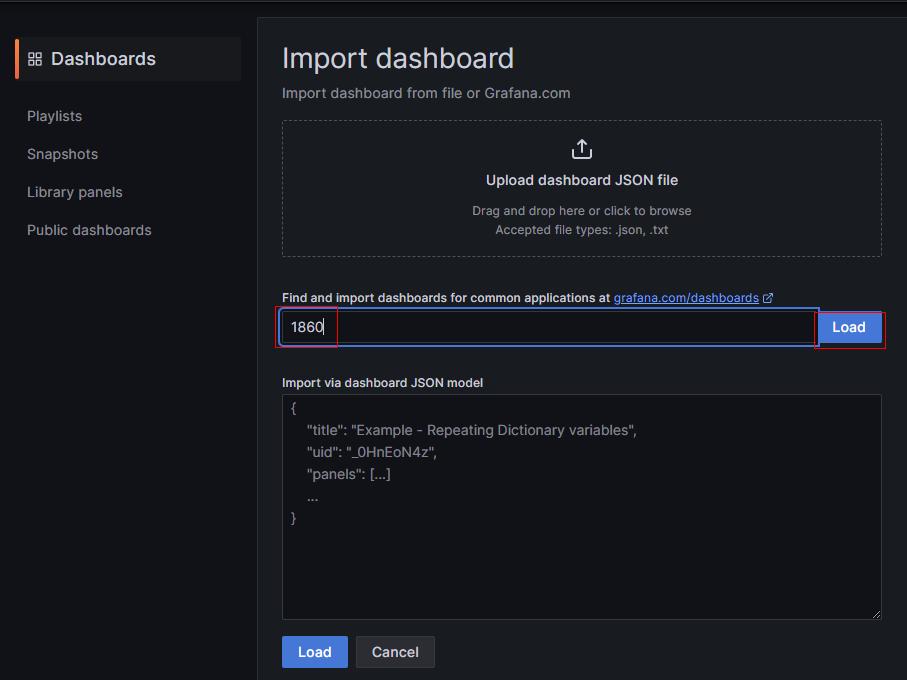 Dashboards
Playlists
Snapshots
Library panels
Public dashboards
Import dashboard
Import dashboard from file or Grafana.com
Upload dashboard JSON file
Drag and drop here or click to browse
Accepted file types: .json, .txt
Find and import dashboards for common applications at grafana.com/dashboards
1860
Load
Import via dashboard JSON model
{
"title": "Example - Repeating Dictionary variables",
"uid": "_0HnEoN4z",
"panels": [...]
...
}
Load
Cancel